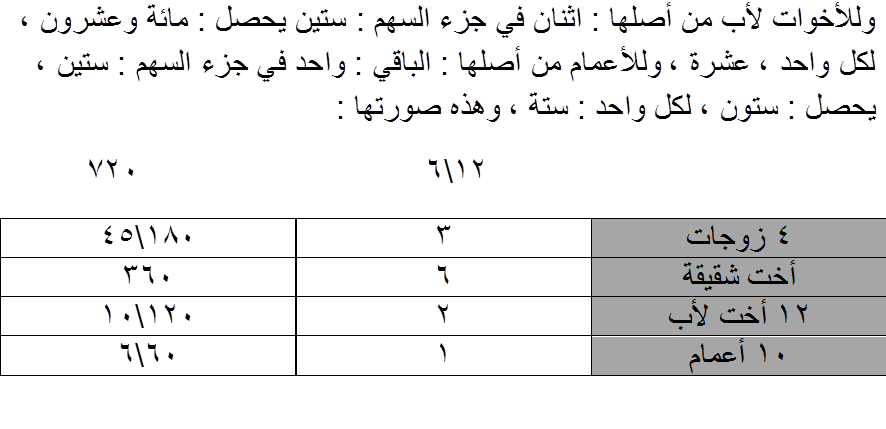 وللأخوات لأب من أصلها : اثنان في جزء السهم : ستين يحصل : مائة وعشرون ،
لكل واحد ، عشرة ، وللأعمام من أصلها : الباقي : واحد في جزء السهم : ستين ،
يحصل : ستون ، لكل واحد : ستة ، وهذه صورتها :
٦\١٢ ٧٢٠
٤ زوجات ٣ ٤٥\١٨٠
أخت شقيقة ٦ ٣٦٠
١٢ أخت لأب ٢ ١٠\١٢٠
١٠ أعمام ١ ٦\٦٠